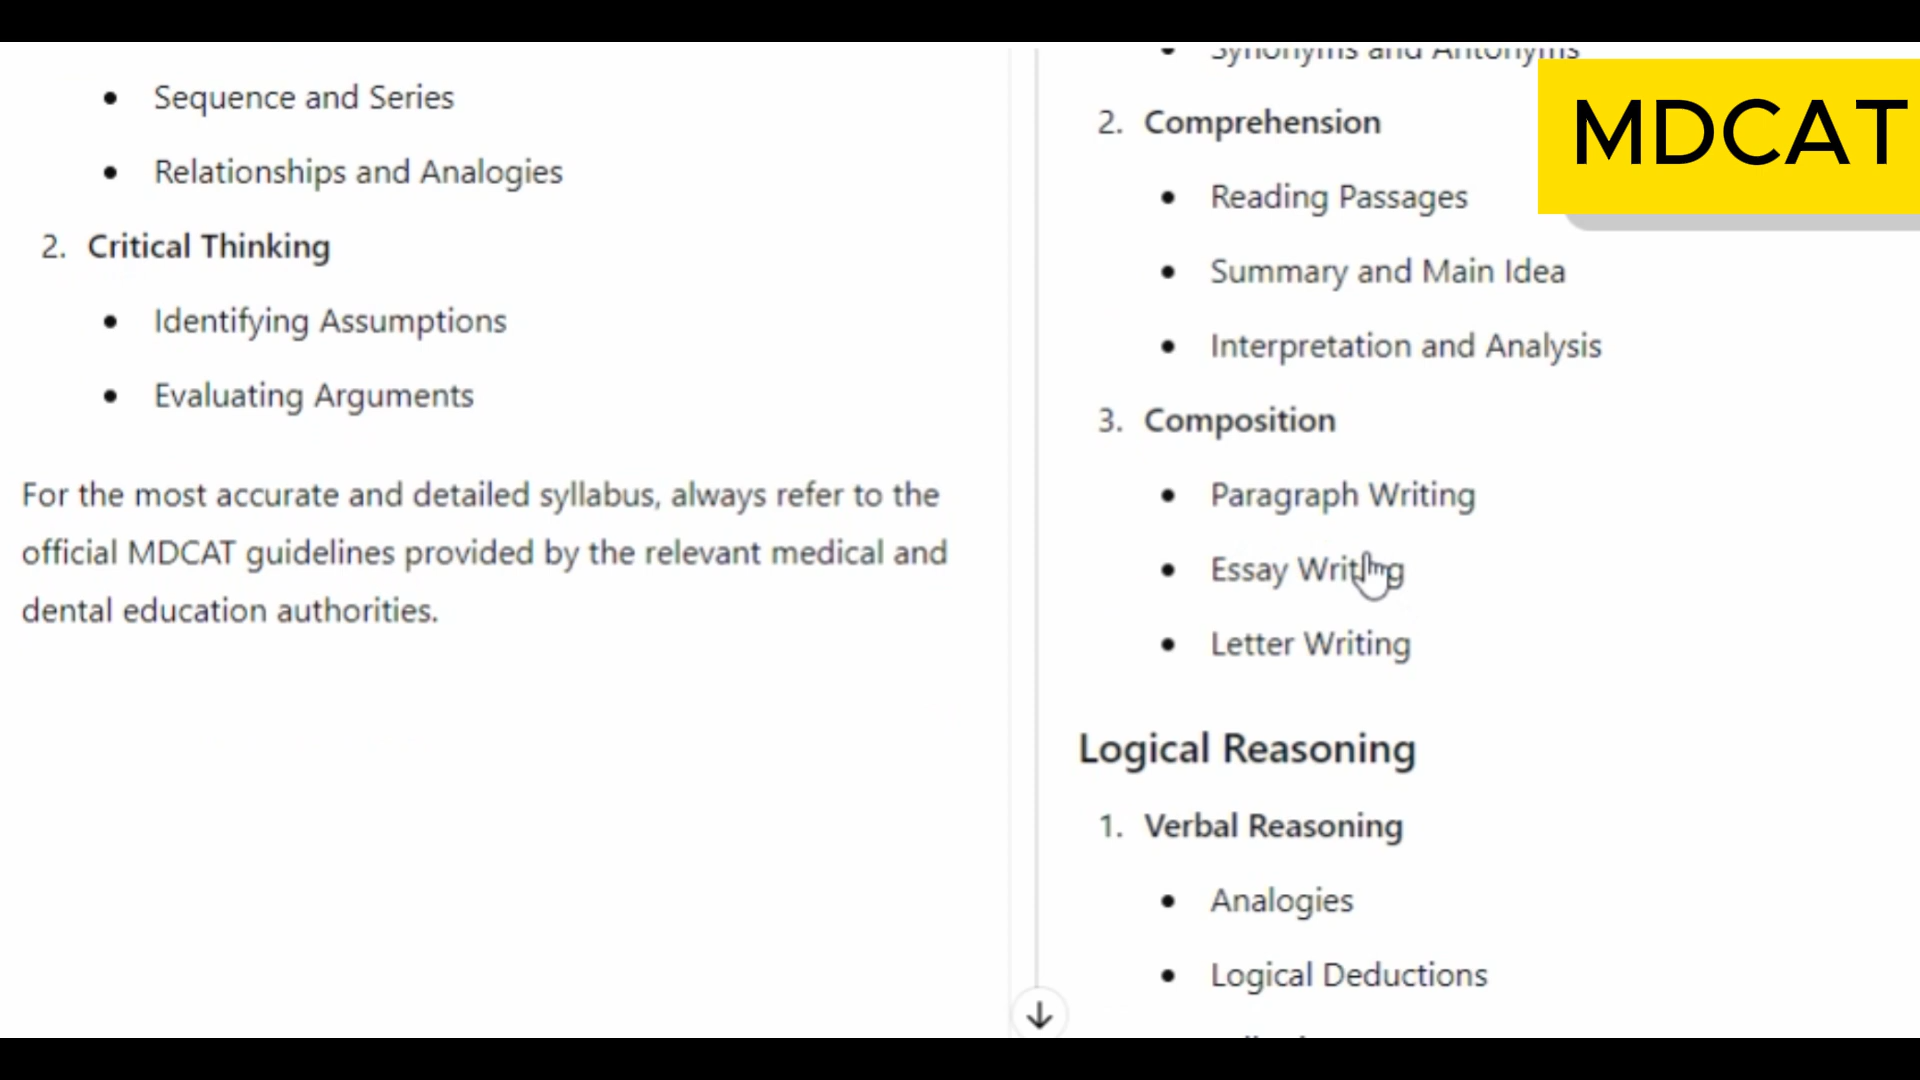 Sequence and Series
Relationships and Analogies
2. Critical Thinking
Identifying Assumptions
Evaluating Arguments
For the most accurate and detailed syllabus, always refer to the
official MDCAT guidelines provided by the relevant medical and
dental education authorities.
Synonyms and Antonyms
2. Comprehension
Reading Passages
Summary and Main Idea
Interpretation and Analysis
3. Composition
Paragraph Writing
Essay Writing
Letter Writing
Logical Reasoning
1. Verbal Reasoning
Analogies
Logical Deductions
MDCAT